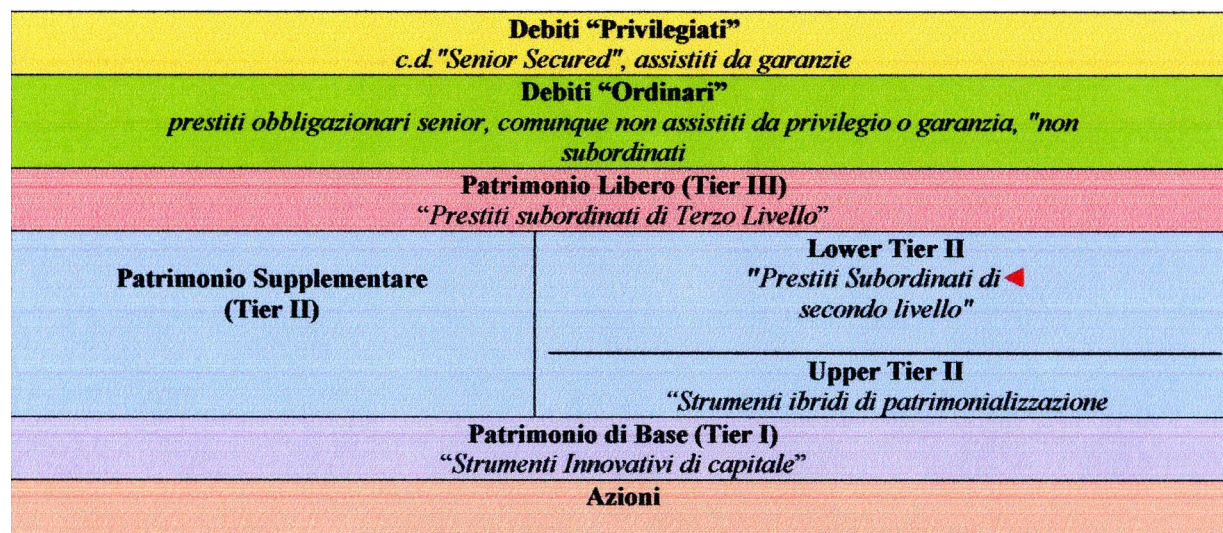 Debiti “Privilegiati”
c.d. "Senior Secured", assistiti da garanzie
Debiti “Ordinari”
prestiti obbligazionari senior, comunque non assistiti da privilegio o garanzia, "non
subordinati
Patrimonio Libero (Tier III)
“Prestiti subordinati di Terzo Livello”
Patrimonio Supplementare
(Tier II)
Lower Tier II
"Prestiti Subordinati di
secondo livello"
Upper Tier II
“Strumenti ibridi di patrimonializzazione
Patrimonio di Base (Tier I)
“Strumenti Innovativi di capitale”
Azioni